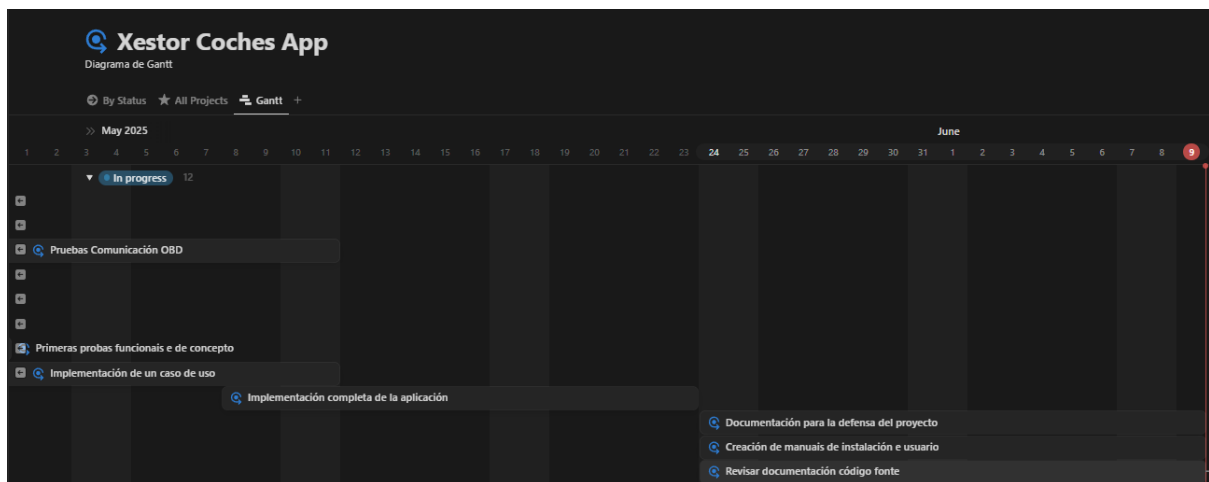 Xestor Coches App
Diagrama de Gantt
By Status All Projects Gantt +
May 2025 June
1 2 3 4 5 6 7 8 9 10 11 12 13 14 15 16 17 18 19 20 21 22 23 24 25 26 27 28 29 30 31 1 2 3 4 5 6 7 8 9
In progress 12
Pruebas Comunicación OBD
Primeras probas funcionais e de concepto
Implementación de un caso de uso
Implementación completa de la aplicación
Documentación para la defensa del proyecto
Creación de manuais de instalación e usuario
Revisar documentación código fonte